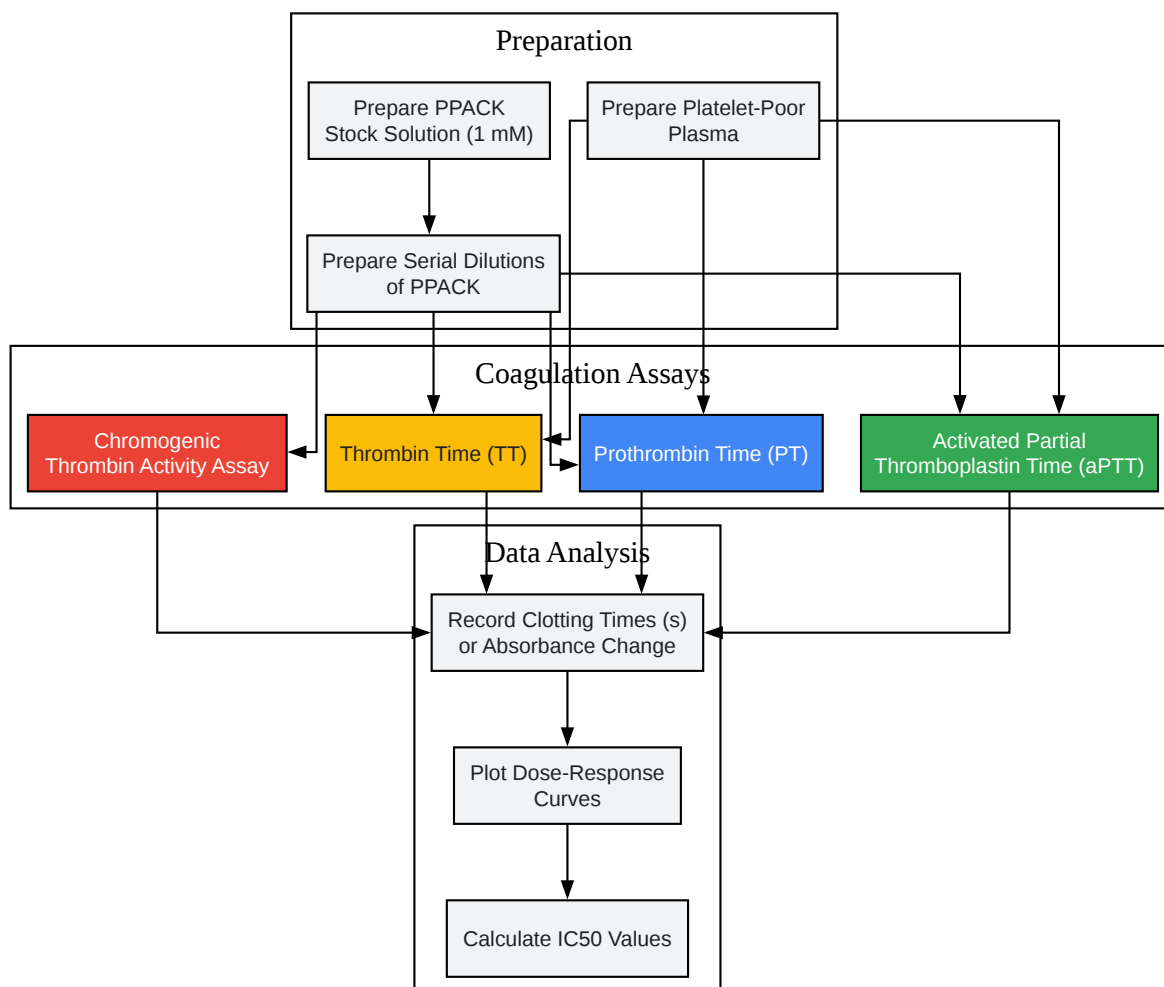 Preparation
Prepare PPACK
Stock Solution (1 mM)
Prepare Platelet-Poor
Plasma
Prepare Serial Dilutions
of PPACK
Coagulation Assays
Chromogenic
Thrombin Activity Assay
Thrombin Time (TT)
Prothrombin Time (PT)
Activated Partial
Thromboplastin Time (aPTT)
Data Analysis
Record Clotting Times (s)
or Absorbance Change
Plot Dose-Response
Curves
Calculate IC50 Values